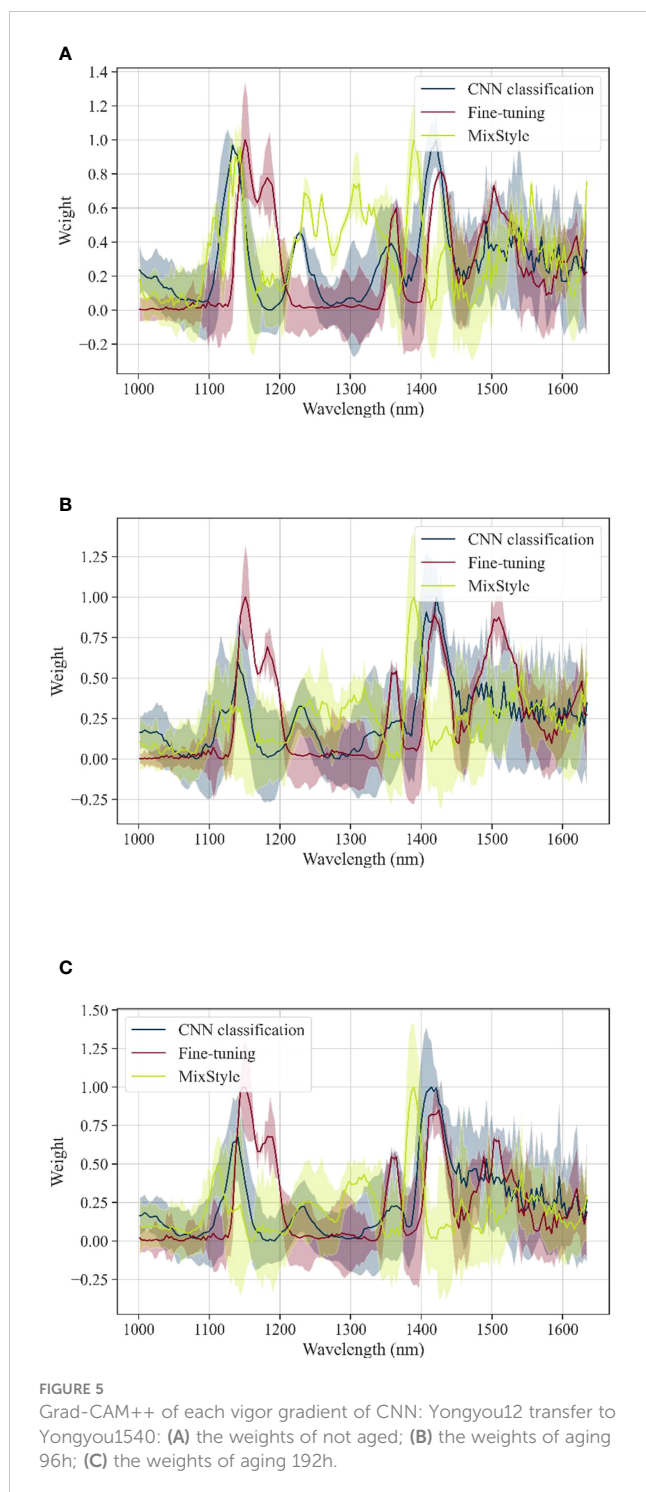 A
1.4
1.2
1.0
0.8
0.6
0.4
0.2
0.0
−0.2
Weight
CNN classification
Fine-tuning
MixStyle
1000 1100 1200 1300 1400 1500 1600
Wavelength (nm)
B
1.25
1.00
0.75
0.50
0.25
0.00
−0.25
Weight
CNN classification
Fine-tuning
MixStyle
1000 1100 1200 1300 1400 1500 1600
Wavelength (nm)
C
1.50
1.25
1.00
0.75
0.50
0.25
0.00
−0.25
Weight
CNN classification
Fine-tuning
MixStyle
1000 1100 1200 1300 1400 1500 1600
Wavelength (nm)
FIGURE 5
Grad-CAM++ of each vigor gradient of CNN: Yongyou12 transfer to
Yongyou1540: (A) the weights of not aged; (B) the weights of aging
96h; (C) the weights of aging 192h.